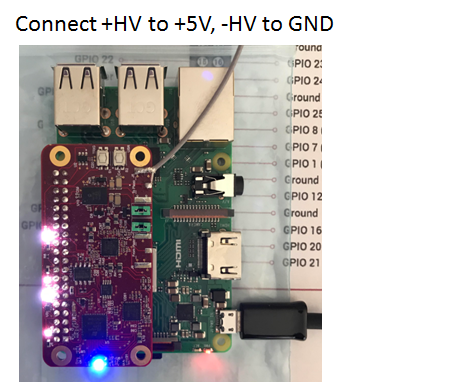 Connect +HV to +5V, -HV to GND
GPIO 22
round
GPIO 23
GPIO 24
Ground
GPIO 25
GPIO 8
GPIO 7
GPIO 1
Ground
GPIO 12
Ground
GPIO 16
GPIO 20
GPIO 21
HDMI